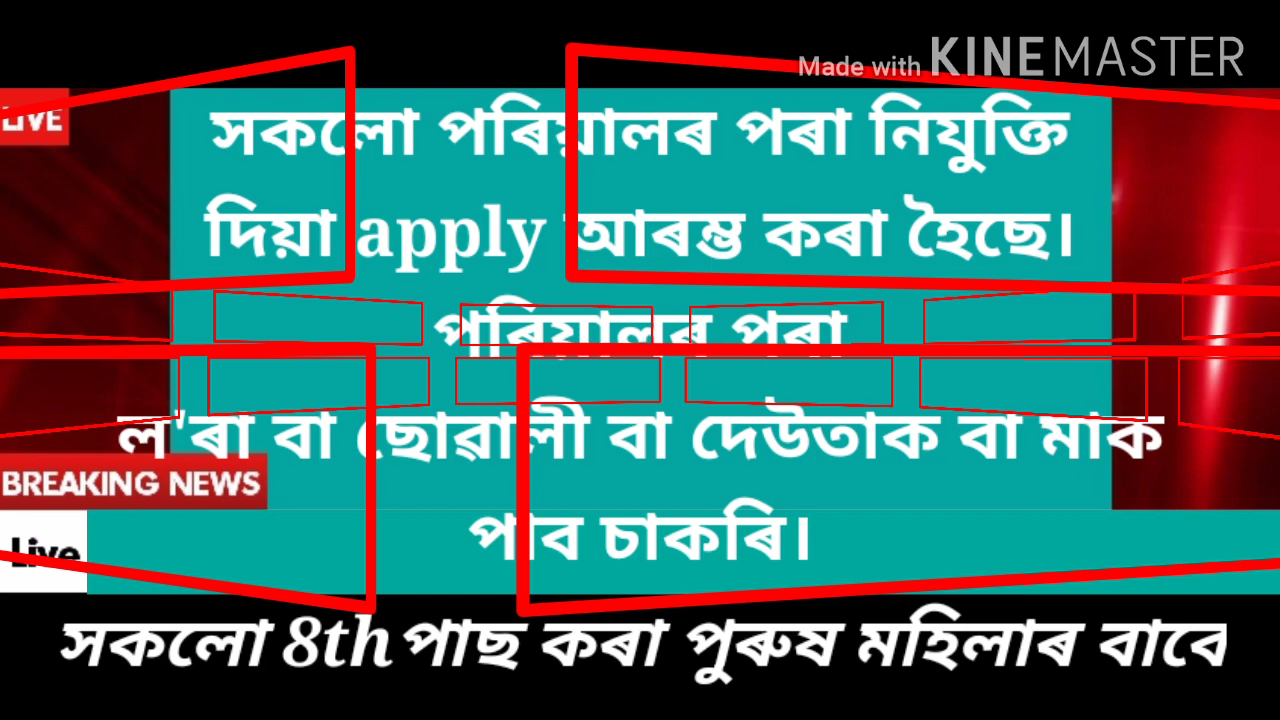 Made with KINEMASTER
LIVE
সকলো পৰিয়ালৰ পৰা নিযুক্তি
দিয়া apply আৰম্ভ কৰা হৈছে।
পৰিয়ালৰ পৰা
ল'ৰা বা ছোৱালী বা দেউতাক বা মাক
BREAKING NEWS
পাব চাকৰি।
Live
সকলো 8th পাছ কৰা পুৰুষ মহিলাৰ বাবে